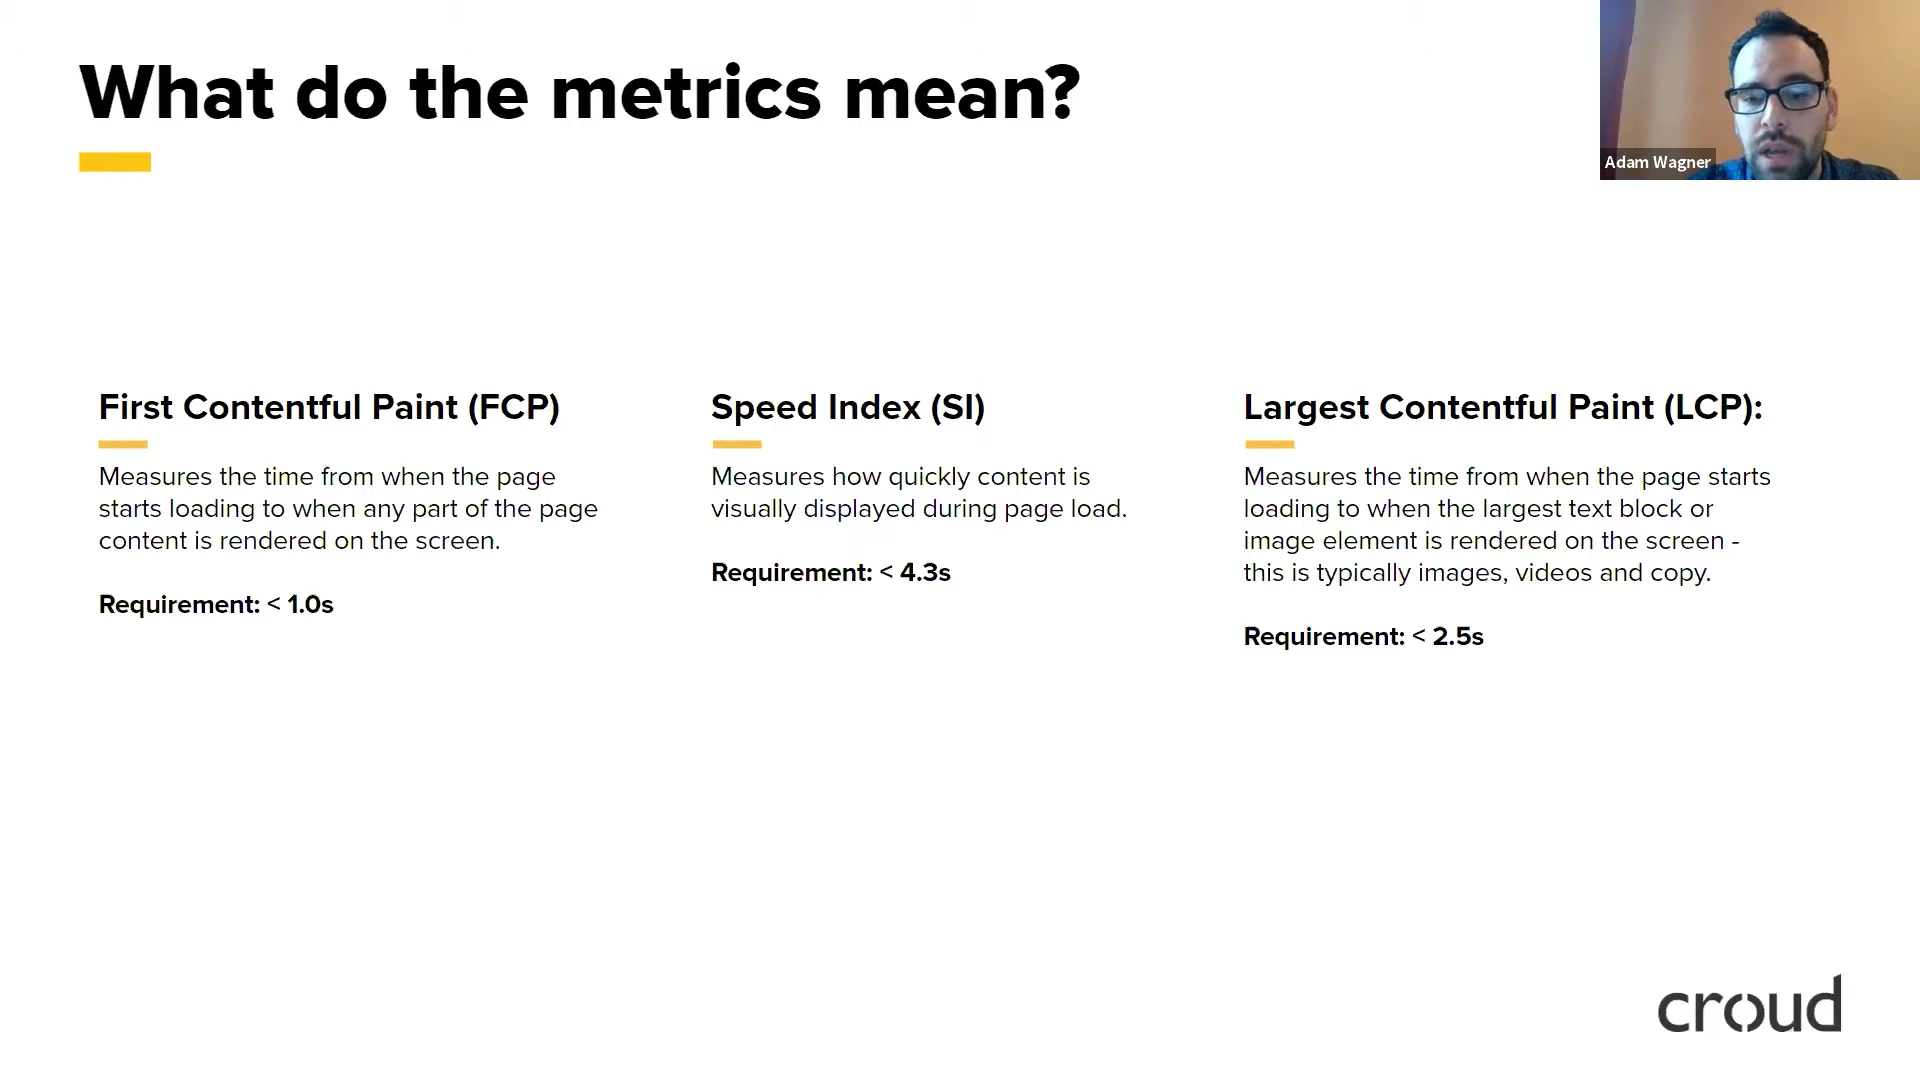 What do the metrics mean?
Adam Wagner
First Contentful Paint (FCP)
Measures the time from when the page
starts loading to when any part of the page
content is rendered on the screen.
Requirement: < 1.0s
Speed Index (SI)
Measures how quickly content is
visually displayed during page load.
Requirement: < 4.3s
Largest Contentful Paint (LCP):
Measures the time from when the page starts
loading to when the largest text block or
image element is rendered on the screen -
this is typically images, videos and copy.
Requirement: < 2.5s
croud